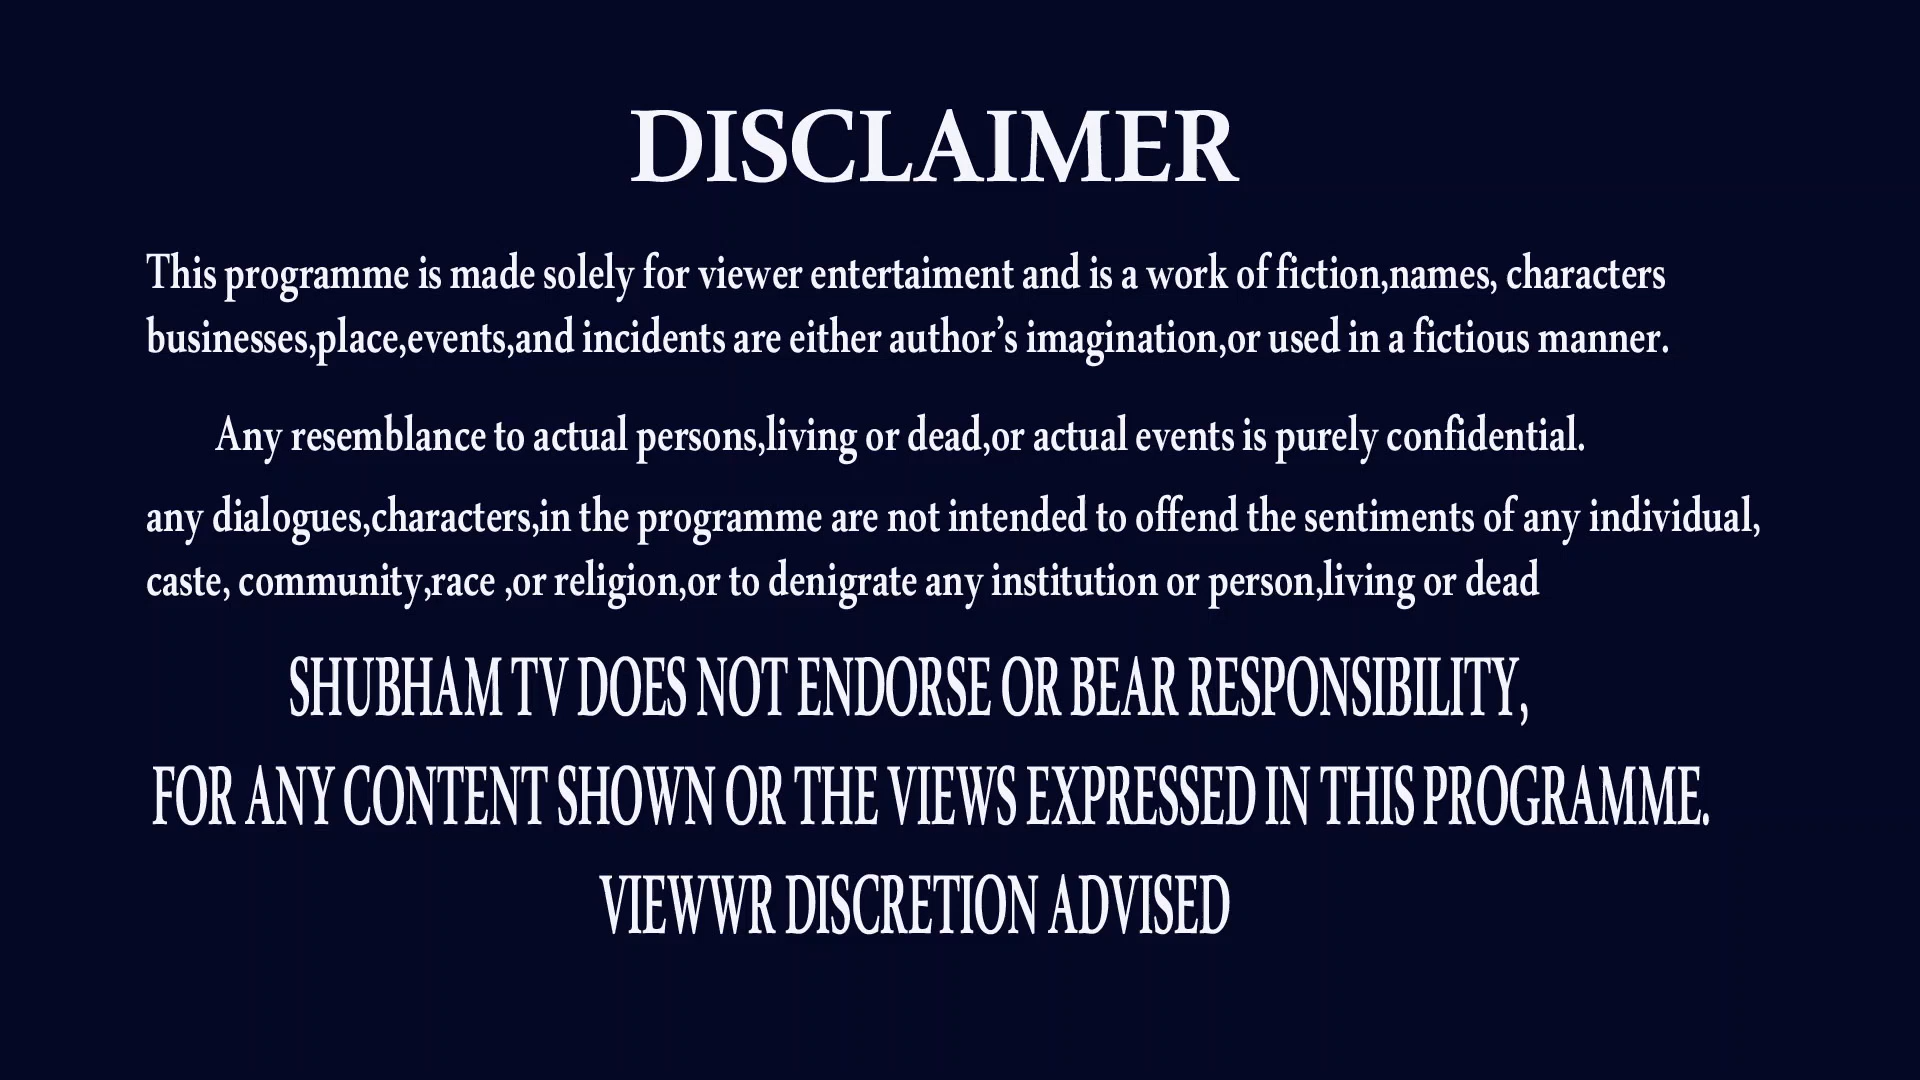 DISCLAIMER
This programme is made solely for viewer entertaiment and is a work of fiction,names, characters
businesses,place,events,and incidents are either author's imagination,or used in a fictious manner.
Any resemblance to actual persons,living or dead,or actual events is purely confidential.
any dialogues,characters,in the programme are not intended to offend the sentiments of any individual,
caste, community,race ,or religion,or to denigrate any institution or person,living or dead
SHUBHAM TV DOES NOT ENDORSE OR BEAR RESPONSIBILITY,
FOR ANY CONTENT SHOWN OR THE VIEWS EXPRESSED IN THIS PROGRAMME.
VIEWWR DISCRETION ADVISED